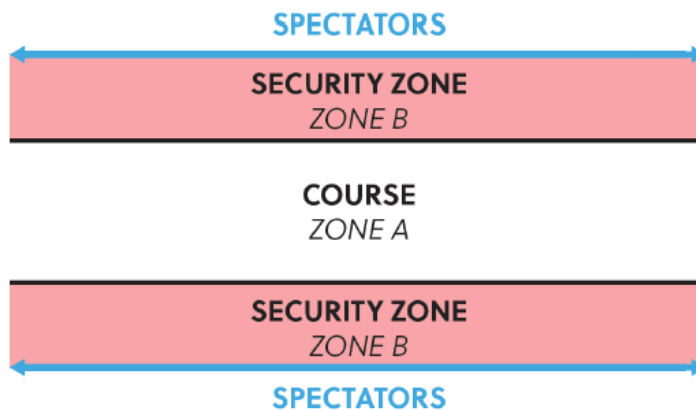 SPECTATORS
SECURITY ZONE
ZONE B
COURSE
ZONE A
SECURITY ZONE
ZONE B
SPECTATORS